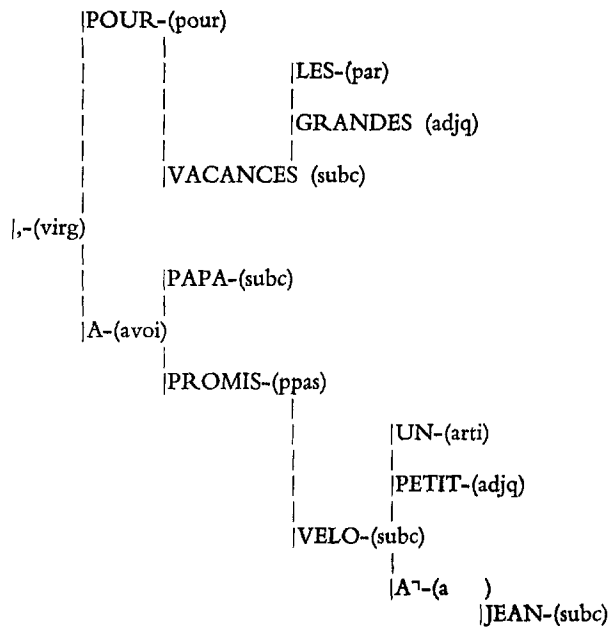 POUR-(pour)
LES-(par)
GRANDES (adjq)
VACANCES (subc)
,-(virg)
PAPA-(subc)
A-(avoi)
PROMIS-(ppas)
UN-(arti)
PETIT-(adjq)
VELO-(subc)
A¬-(a )
JEAN-(subc)